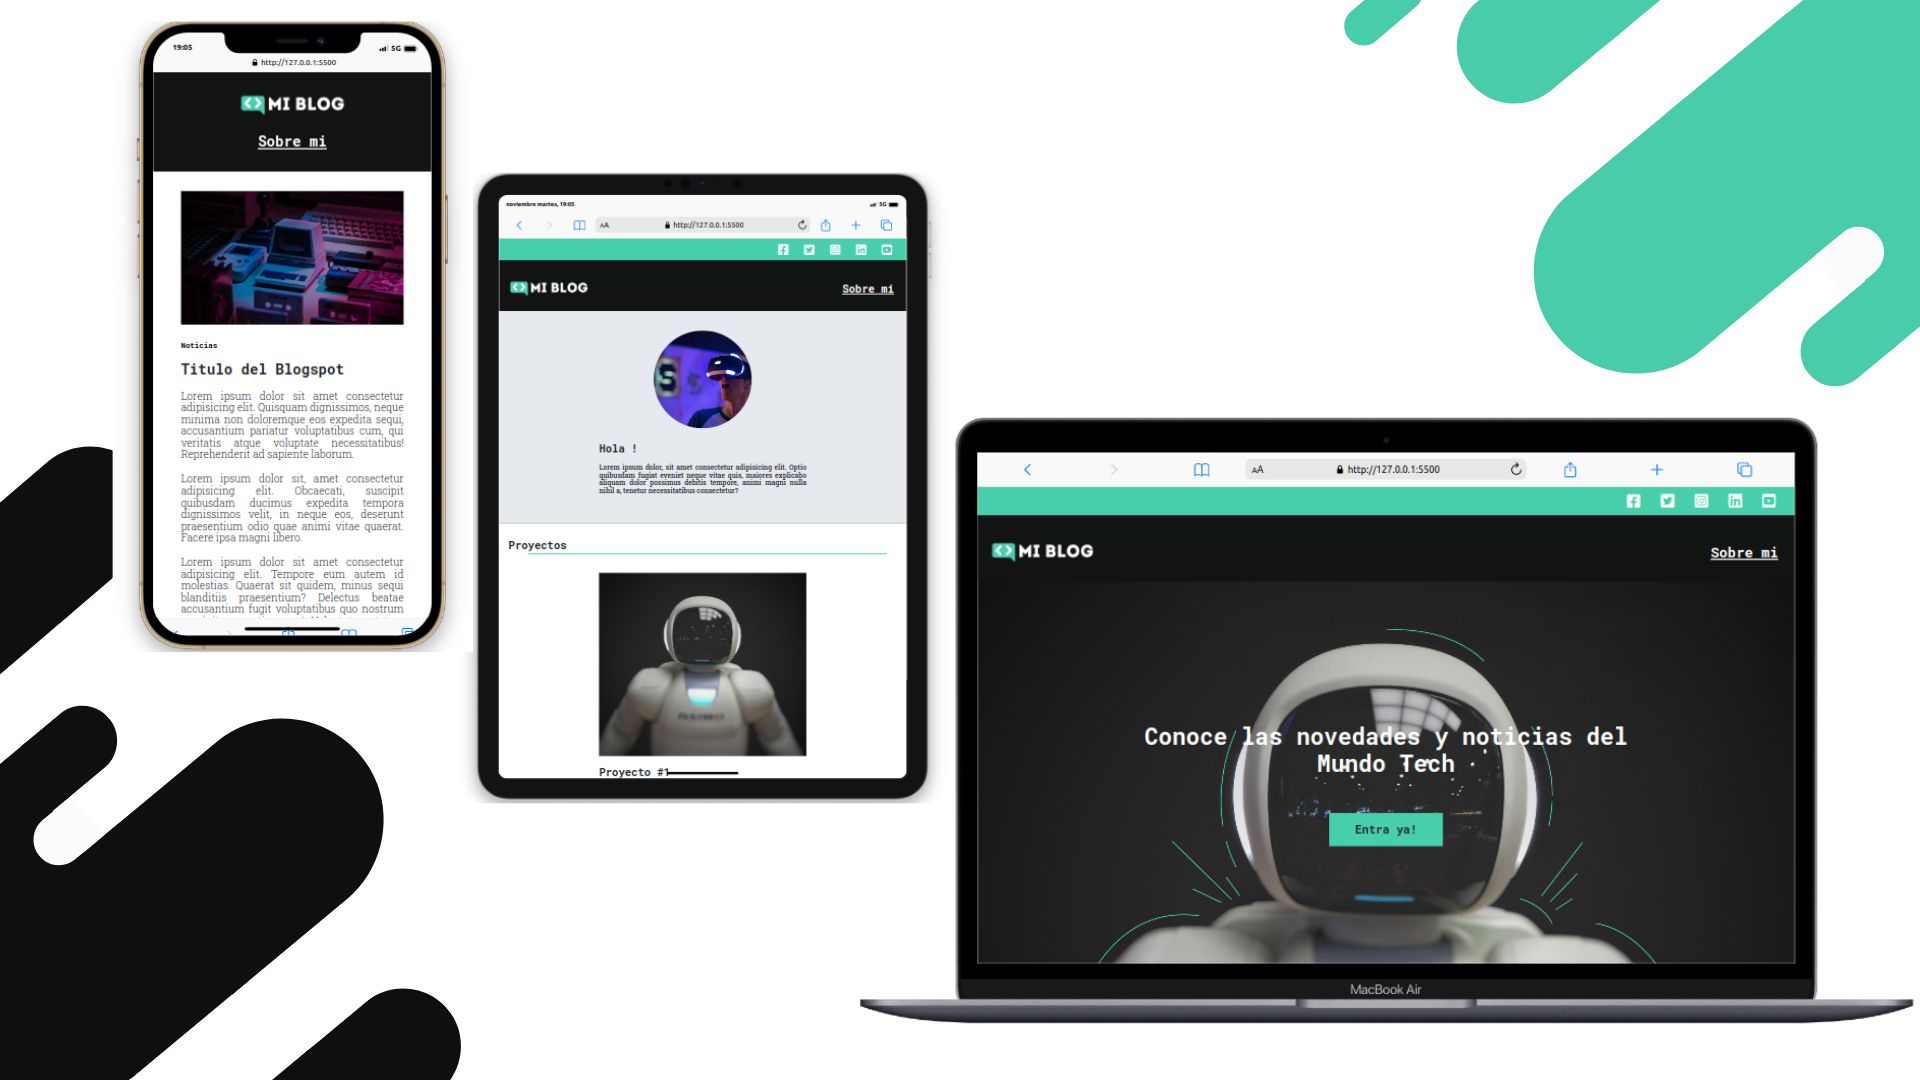 19:05
5G
http://127.0.0.1:5500
MI BLOG
Sobre mi
Noticias
Titulo del Blogspot
Lorem ipsum dolor sit amet consectetur
adipisicing elit. Quisquam dignissimos, neque
minima non doloremque eos expedita sequi,
accusantium pariatur voluptatibus cum, qui
veritatis atque voluptate necessitatibus!
Reprehenderit ad sapiente laborum.
Lorem ipsum dolor sit, amet consectetur
adipisicing elit. Obcaecati, suscipit
quibusdam ducimus expedita tempora
dignissimos velit, in neque eos, deserunt
praesentium odio quae animi vitae quaerat.
Facere ipsa magni libero.
Lorem ipsum dolor sit amet consectetur
adipisicing elit. Tempore eum autem id
molestias. Quaerat sit quidem, minus sequi
blanditiis praesentium? Delectus beatae
accusantium fugit voluptatibus quo nostrum
noviembre martes, 19:05
5G
AA
http://127.0.0.1:5500
MI BLOG
Sobre mi
Hola !
Lorem ipsum dolor, sit amet consectetur adipisicing elit. Optio
quibusdam fugiat eveniet neque vitae quis, maiores explicabo
aliquam dolor possimus debitis tempore, animi magni nulla
nihil a, tenetur necessitatibus consectetur?
Proyectos
ASIMO
Proyecto #1
AA
http://127.0.0.1:5500
MI BLOG
Sobre mi
Conoce las novedades y noticias del
Mundo Tech
Entra ya!
MacBook Air